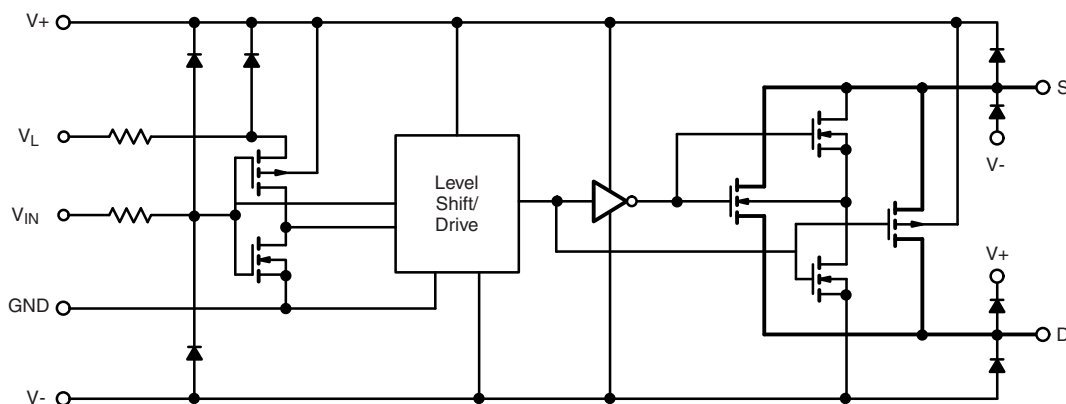 V+
S
V-
VL
Level
Shift/
Drive
VIN
V+
GND
D
V-